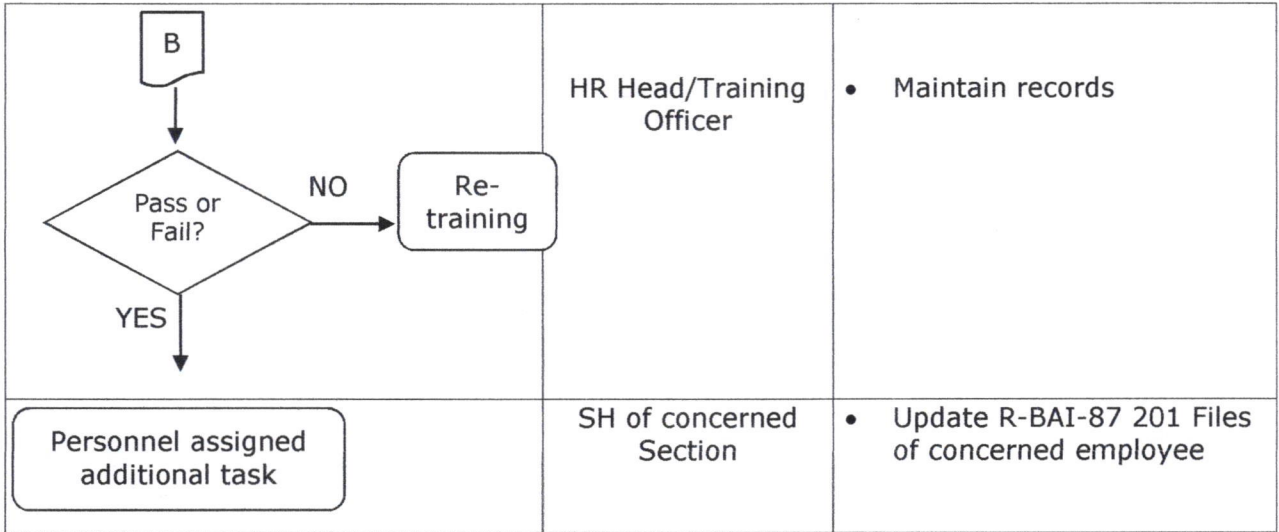 B
Pass or
Fail?
NO
Re-
training
YES
HR Head/Training
Officer
• Maintain records
Personnel assigned
additional task
SH of concerned
Section
• Update R-BAI-87 201 Files
of concerned employee